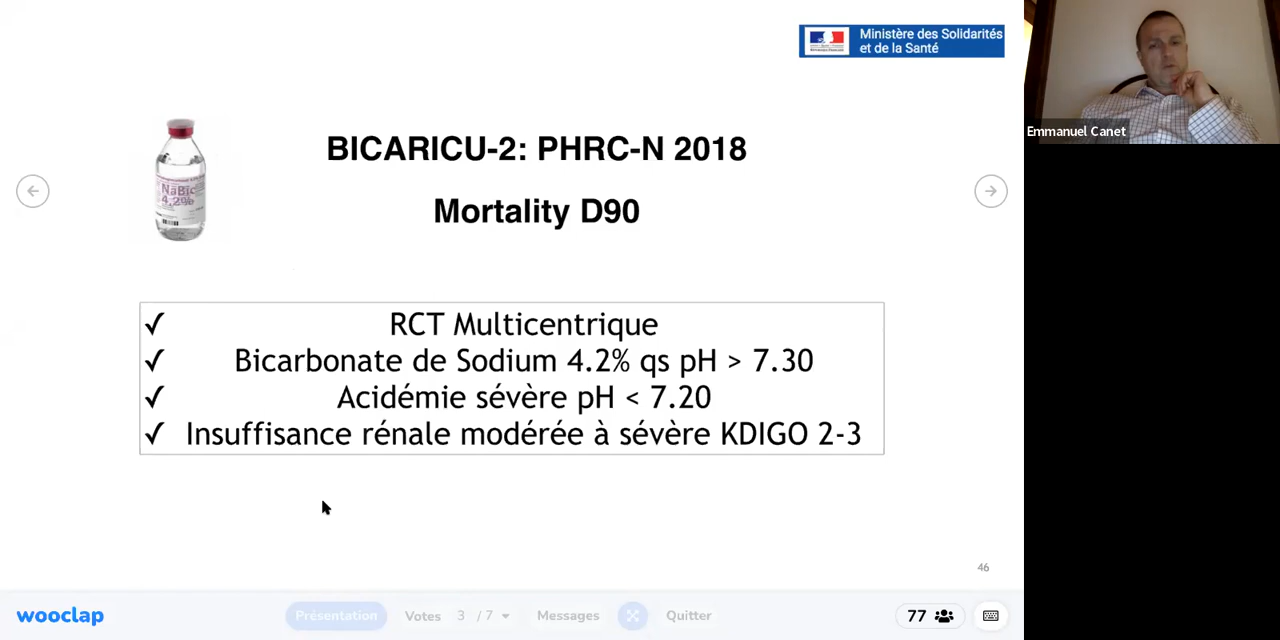 Ministère des Solidarités
et de la Santé
BICARICU-2: PHRC-N 2018
Mortality D90
NaBic
4,2%
✓ RCT Multicentrique
✓ Bicarbonate de Sodium 4.2% qs pH > 7.30
✓ Acidémie sévère pH < 7.20
✓ Insuffisance rénale modérée à sévère KDIGO 2-3
46
wooclap
Présentation
Votes 3 / 7
Messages
Quitter
77
Emmanuel Canet